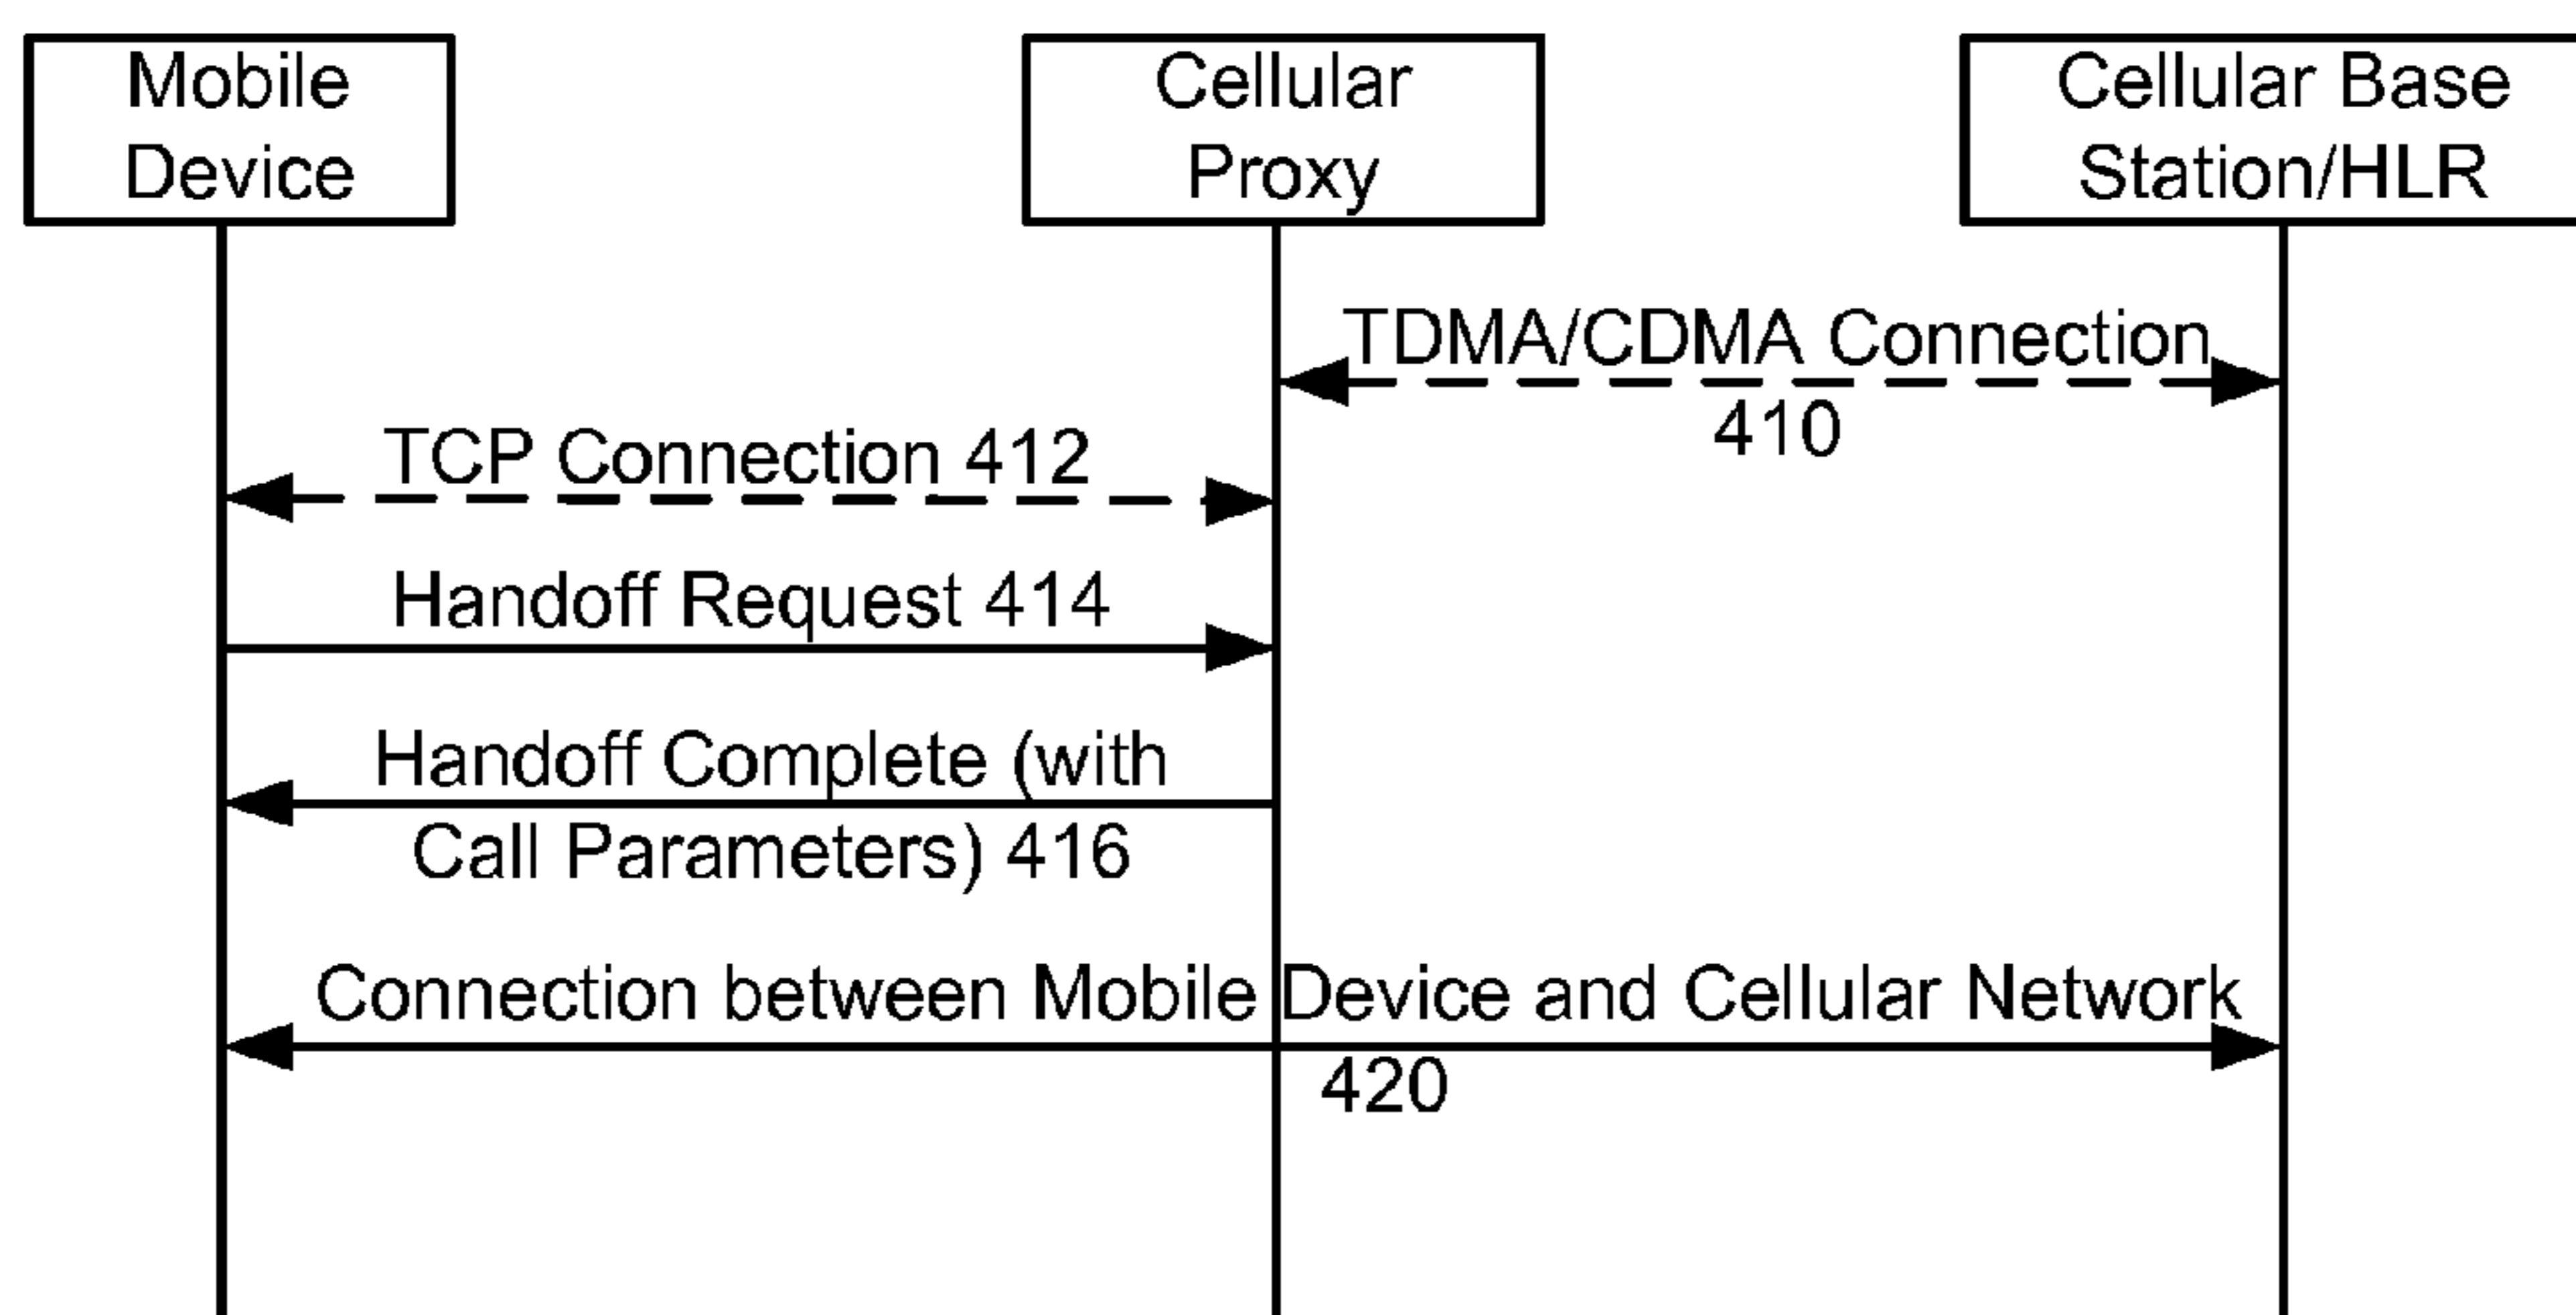 Mobile
Device
Cellular
Proxy
Cellular Base
Station/HLR
TDMA/CDMA Connection
410
TCP Connection 412
Handoff Request 414
Handoff Complete (with
Call Parameters) 416
Connection between Mobile Device and Cellular Network
420